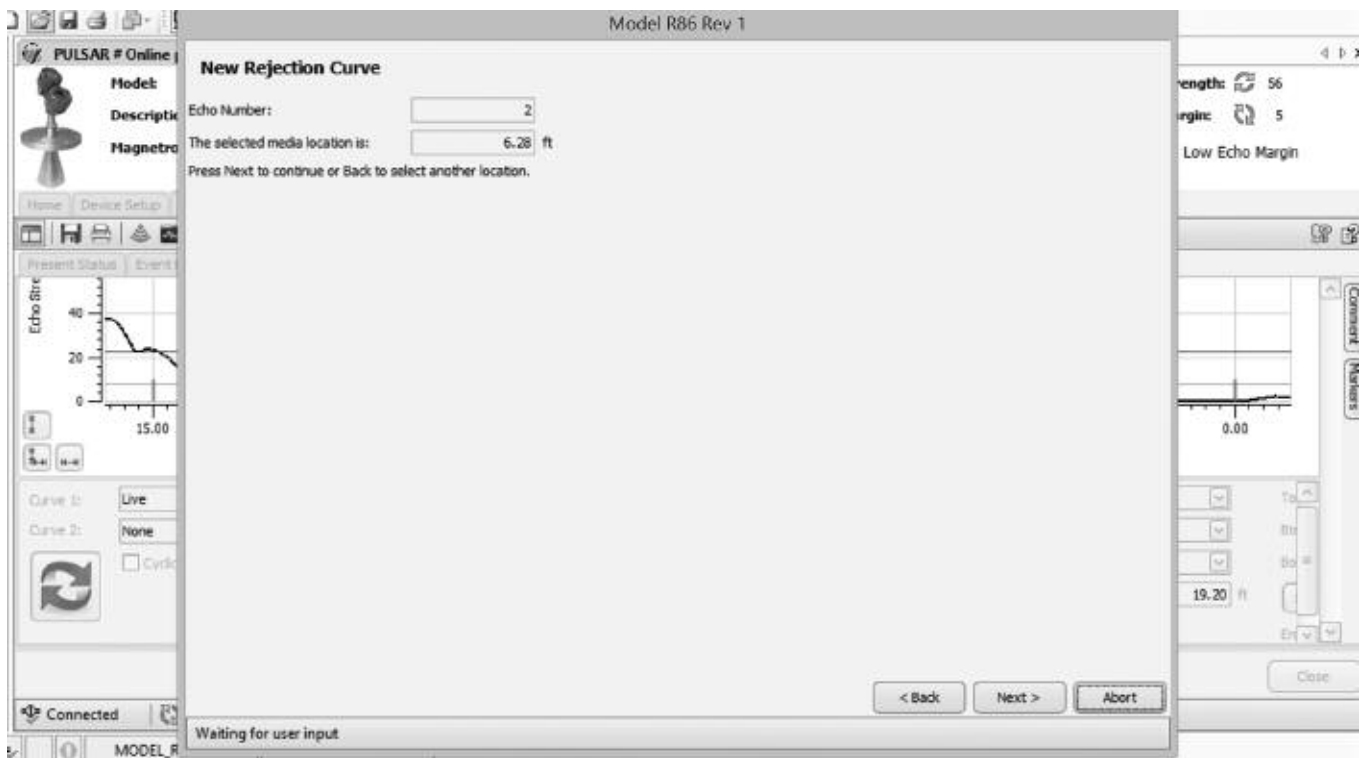 Model R86 Rev 1
PULSAR # Online
Model:
Magnetro
New Rejection Curve
Echo Number: 2
The selected media location is: 6.28 ft
Press Next to continue or Back to select another location.
56
5
Low Echo Margin
Home Device Setup
Present Status Event
Echo Stre
40
20
0
15.00
0.00
Comment
Markers
Curve 1: Live
Curve 2: None
Cyclic
19.20 ft
< Back Next > Abort
Close
Connected
Waiting for user input
MODEL_R